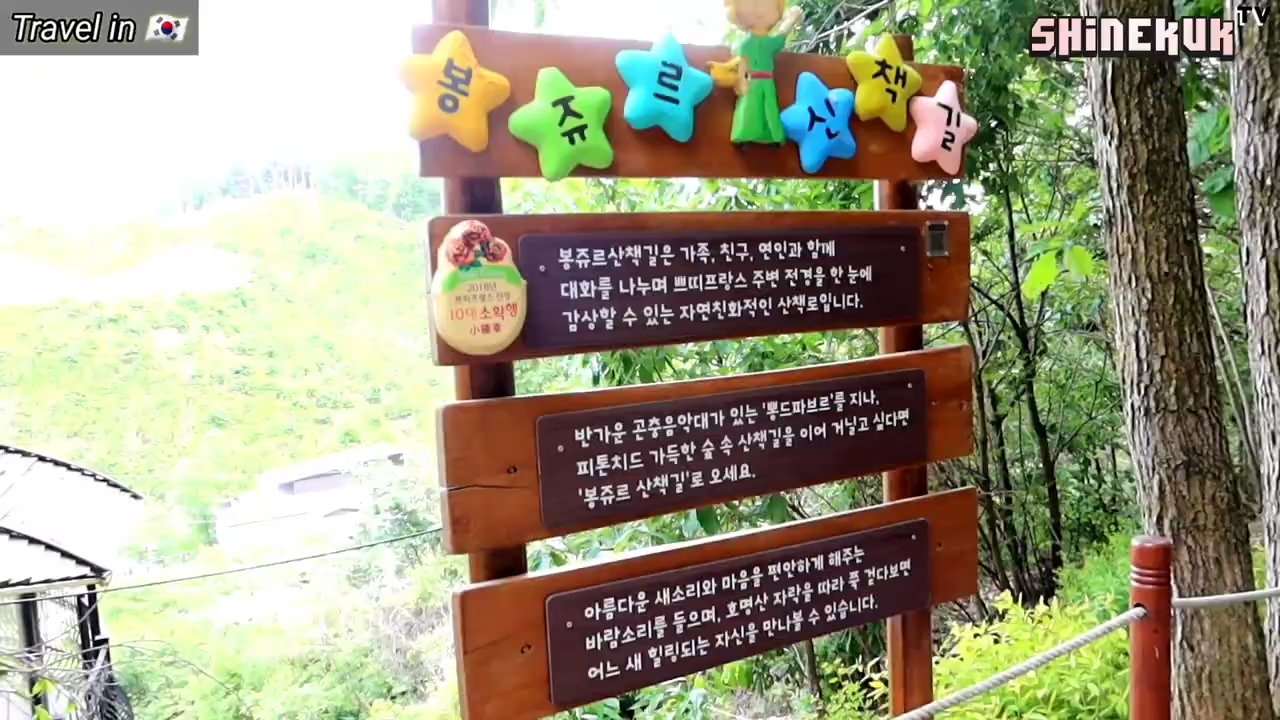 Travel in
SHiNEKUK TV
봉쥬르신책길
봉쥬르산책길은 가족, 친구, 연인과 함께
대화를 나누며 쁘띠프랑스 주변 전경을 한 눈에
감상할 수 있는 자연친화적인 산책로입니다.
2018년
쁘띠프랑스 선정
10대 소확행
小確幸
반가운 곤충음악대가 있는 '뽕드파브르'를 지나,
피톤치드 가득한 숲 속 산책길을 이어 거닐고 싶다면
'봉쥬르 산책길'로 오세요.
아름다운 새소리와 마음을 편안하게 해주는
바람소리를 들으며, 호명산 자락을 따라 쭉 걷다보면
어느 새 힐링되는 자신을 만나볼 수 있습니다.